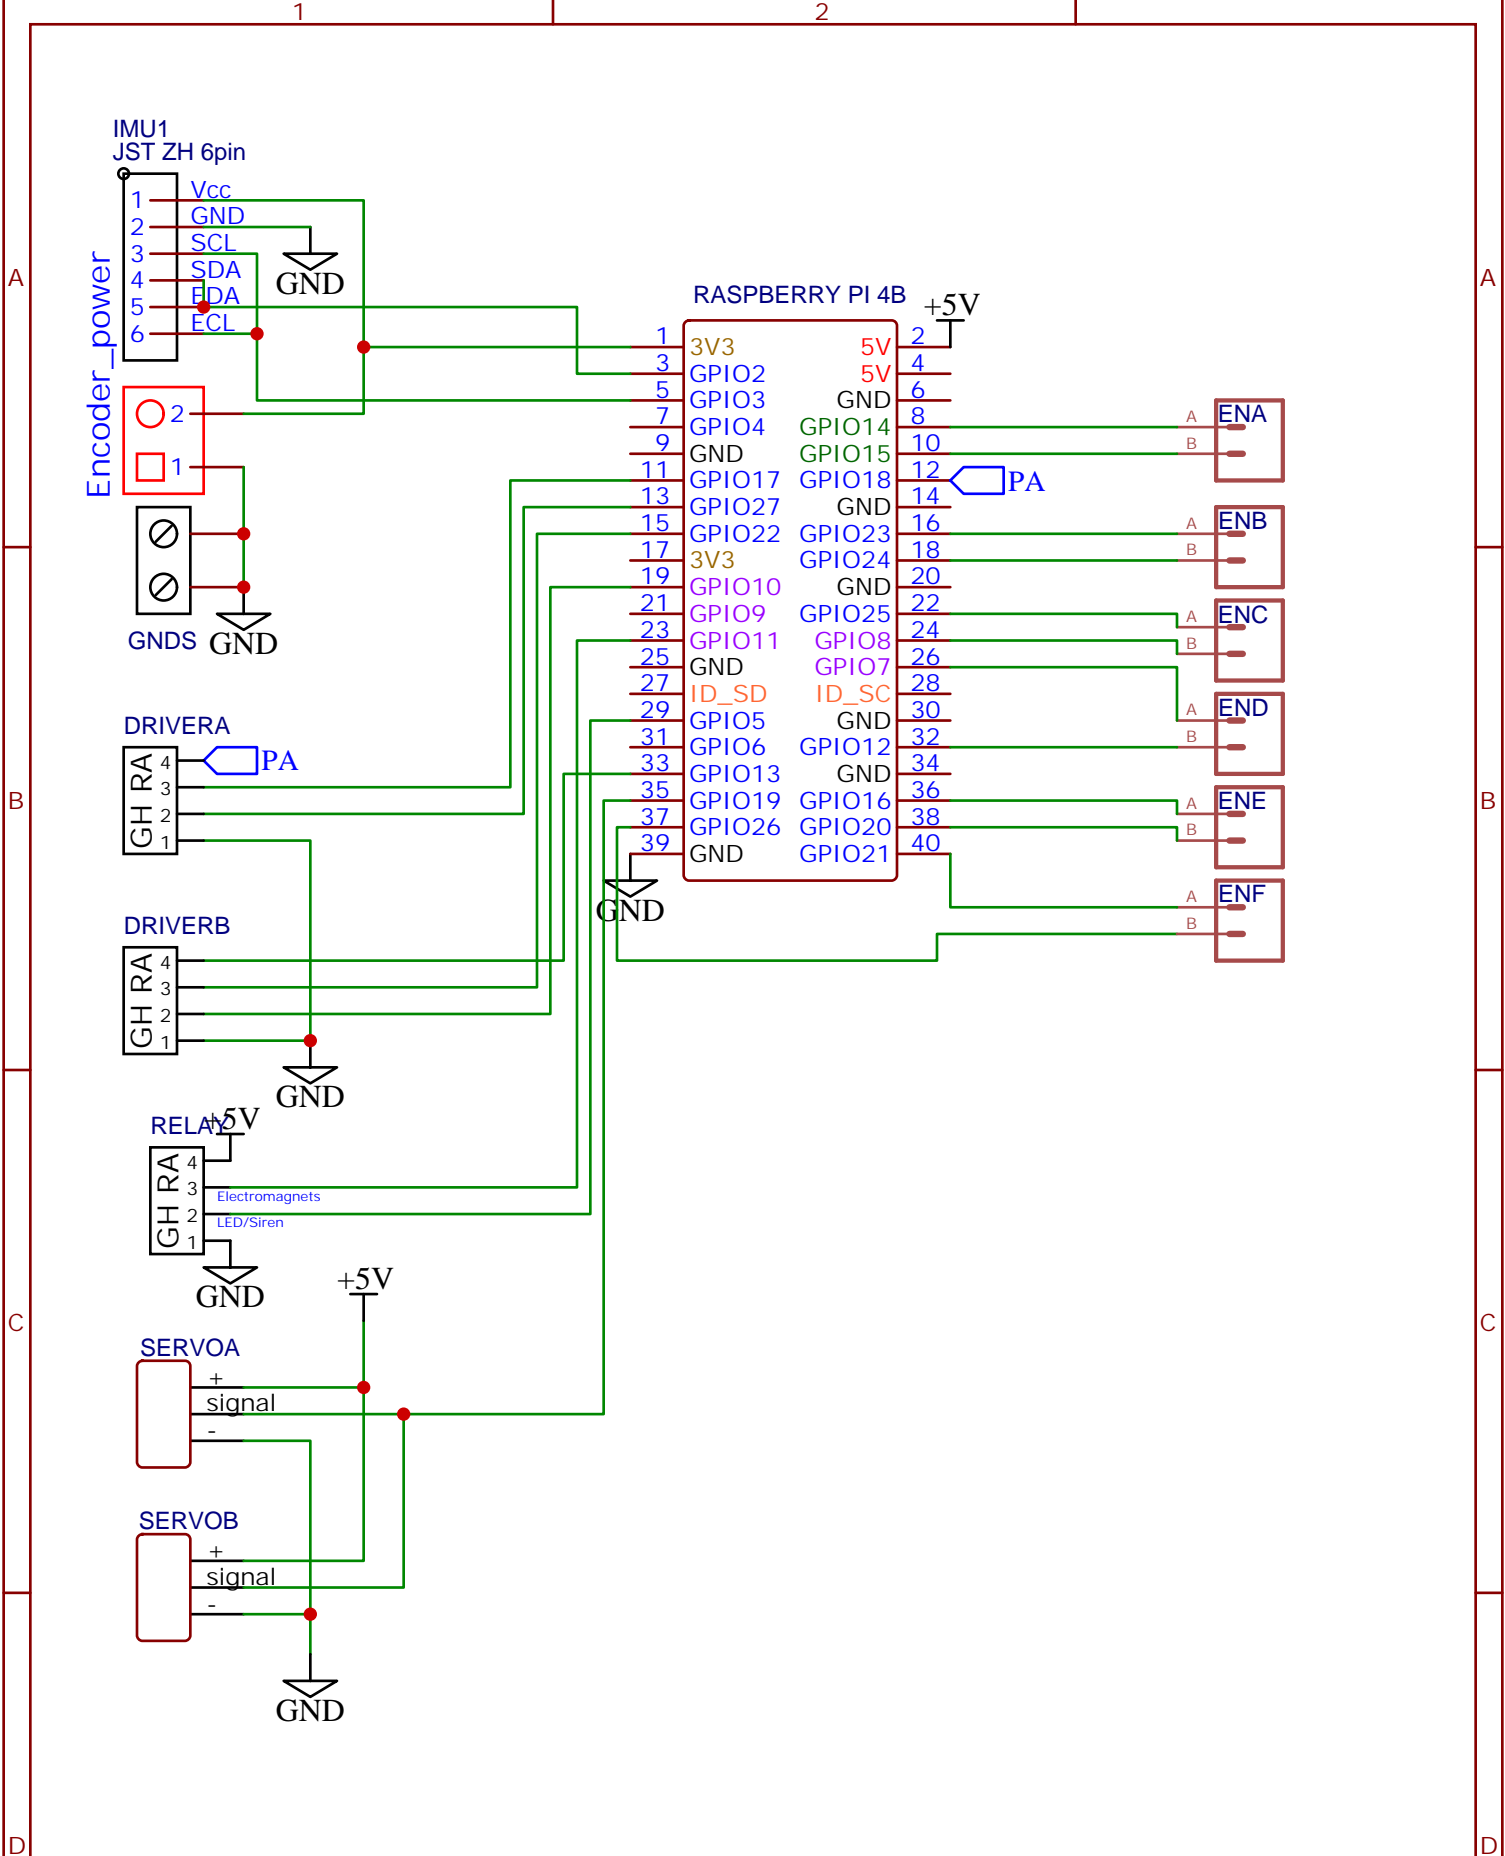 1 2
IMU1
JST ZH 6pin
1 Vcc
2 GND
3 SCL
4 SDA
5 EDA
6 ECL
GND
Encoder_power
2
1
GNDS GND
A A
RASPBERRY PI 4B +5V
1 3V3 5V 2
3 GPIO2 5V 4
5 GPIO3 GND 6
7 GPIO4 GPIO14 8
9 GND GPIO15 10
11 GPIO17 GPIO18 12 PA
13 GPIO27 GND 14
15 GPIO22 GPIO23 16
17 3V3 GPIO24 18
19 GPIO10 GND 20
21 GPIO9 GPIO25 22
23 GPIO11 GPIO8 24
25 GND GPIO7 26
27 ID_SD ID_SC 28
29 GPIO5 GND 30
31 GPIO6 GPIO12 32
33 GPIO13 GND 34
35 GPIO19 GPIO16 36
37 GPIO26 GPIO20 38
39 GND GPIO21 40
GND
A ENA
B
A ENB
B
A ENC
B
A END
B
A ENE
B
A ENF
B
B B
DRIVERA
GH RA
4 PA
3
2
1
DRIVERB
GH RA
4
3
2
1
GND
RELAY +5V
GH RA
4
3 Electromagnets
2 LED/Siren
1
GND
C C
+5V
SERVOA
+
signal
-
SERVOB
+
signal
-
GND
D D